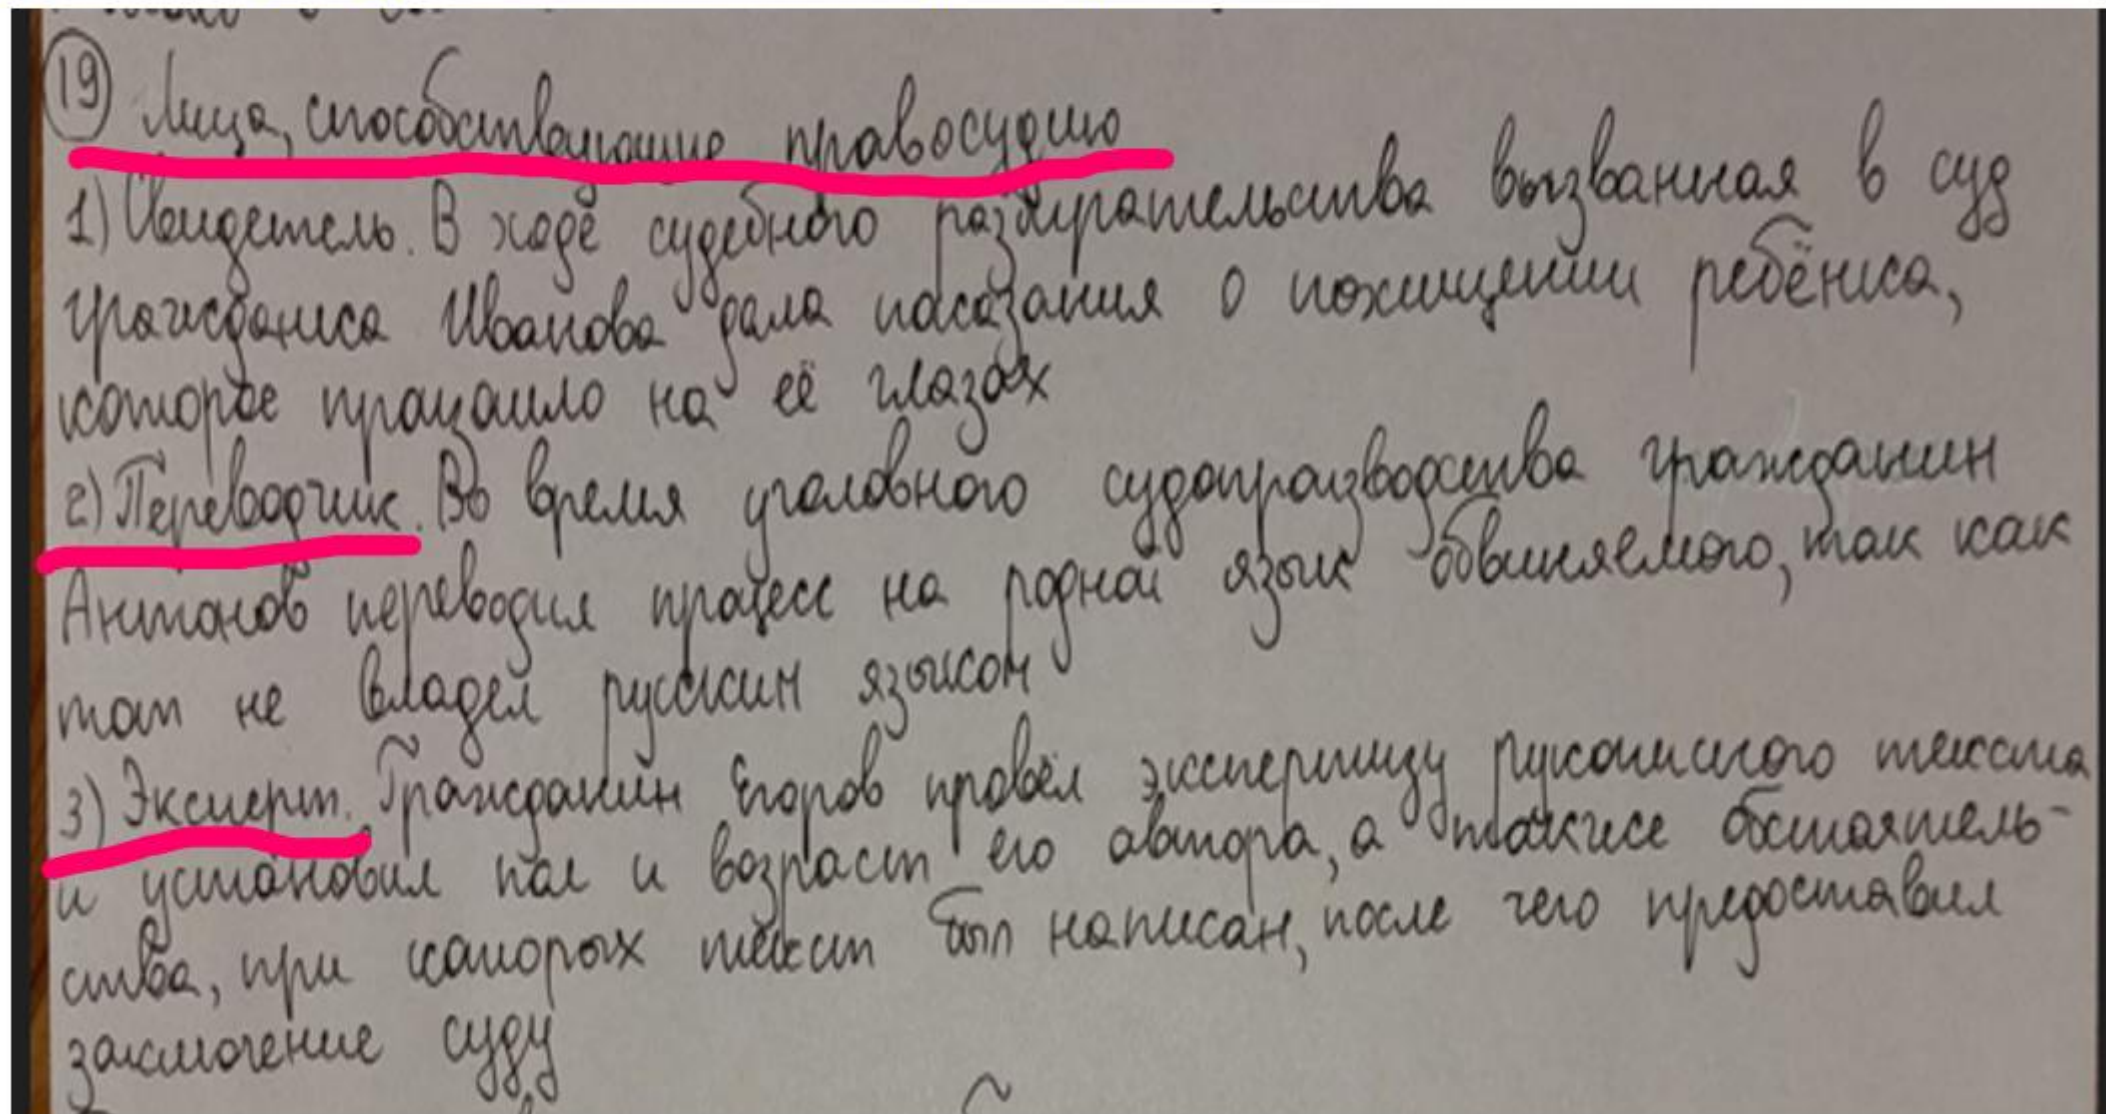 19 Лица, способствующие правосудию
1) Свидетель. В ходе судебного разбирательства вызванная в суд
гражданка Иванова дала показания о похищении ребёнка,
которое произошло на её глазах
2) Переводчик. Во время уголовного судопроизводства гражданин
Антонов переводил процесс на родной язык обвиняемого, так как
тот не владел русским языком
3) Эксперт. Гражданин Егоров провёл экспертизу рукописного текста
и установил пол и возраст его автора, а также обстоятель-
ства, при которых текст был написан, после чего предоставил
заключение суду